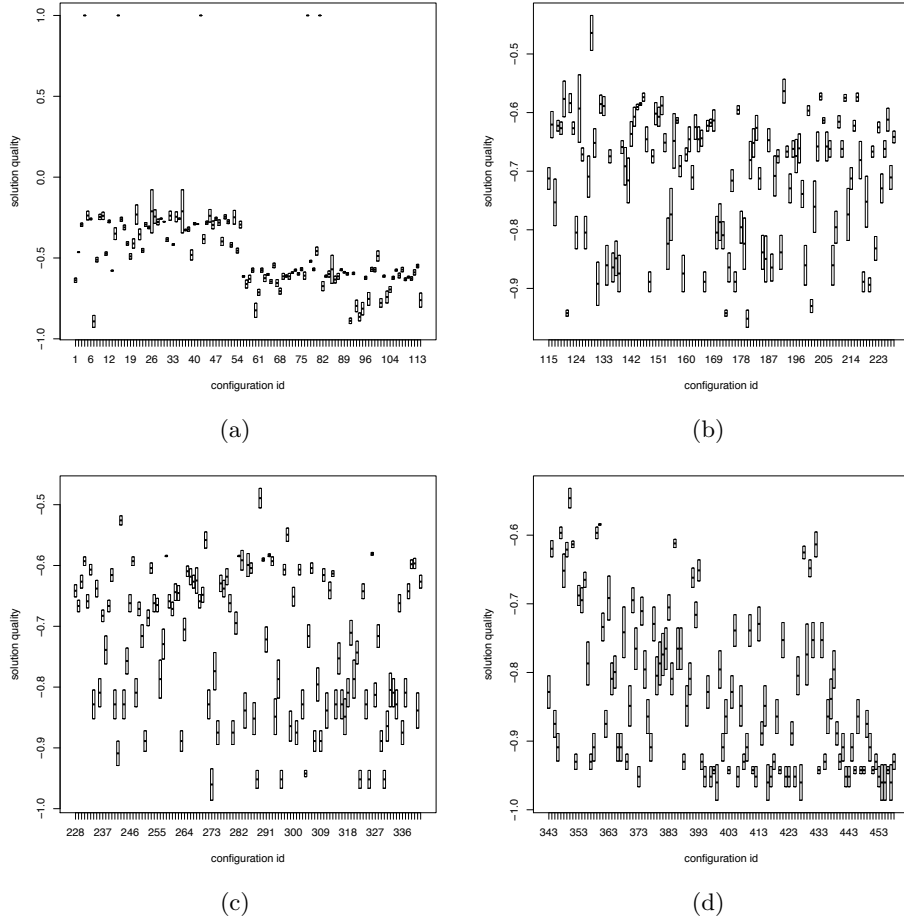 1.0
0.5
0.0
−0.5
−1.0
solution quality
1 6 12 19 26 33 40 47 54 61 68 75 82 89 96 104 113
configuration id
(a)
−0.5
−0.6
−0.7
−0.8
−0.9
solution quality
115 124 133 142 151 160 169 178 187 196 205 214 223
configuration id
(b)
−0.5
−0.6
−0.7
−0.8
−0.9
−1.0
solution quality
228 237 246 255 264 273 282 291 300 309 318 327 336
configuration id
(c)
−0.6
−0.7
−0.8
−0.9
−1.0
solution quality
343 353 363 373 383 393 403 413 423 433 443 453
configuration id
(d)